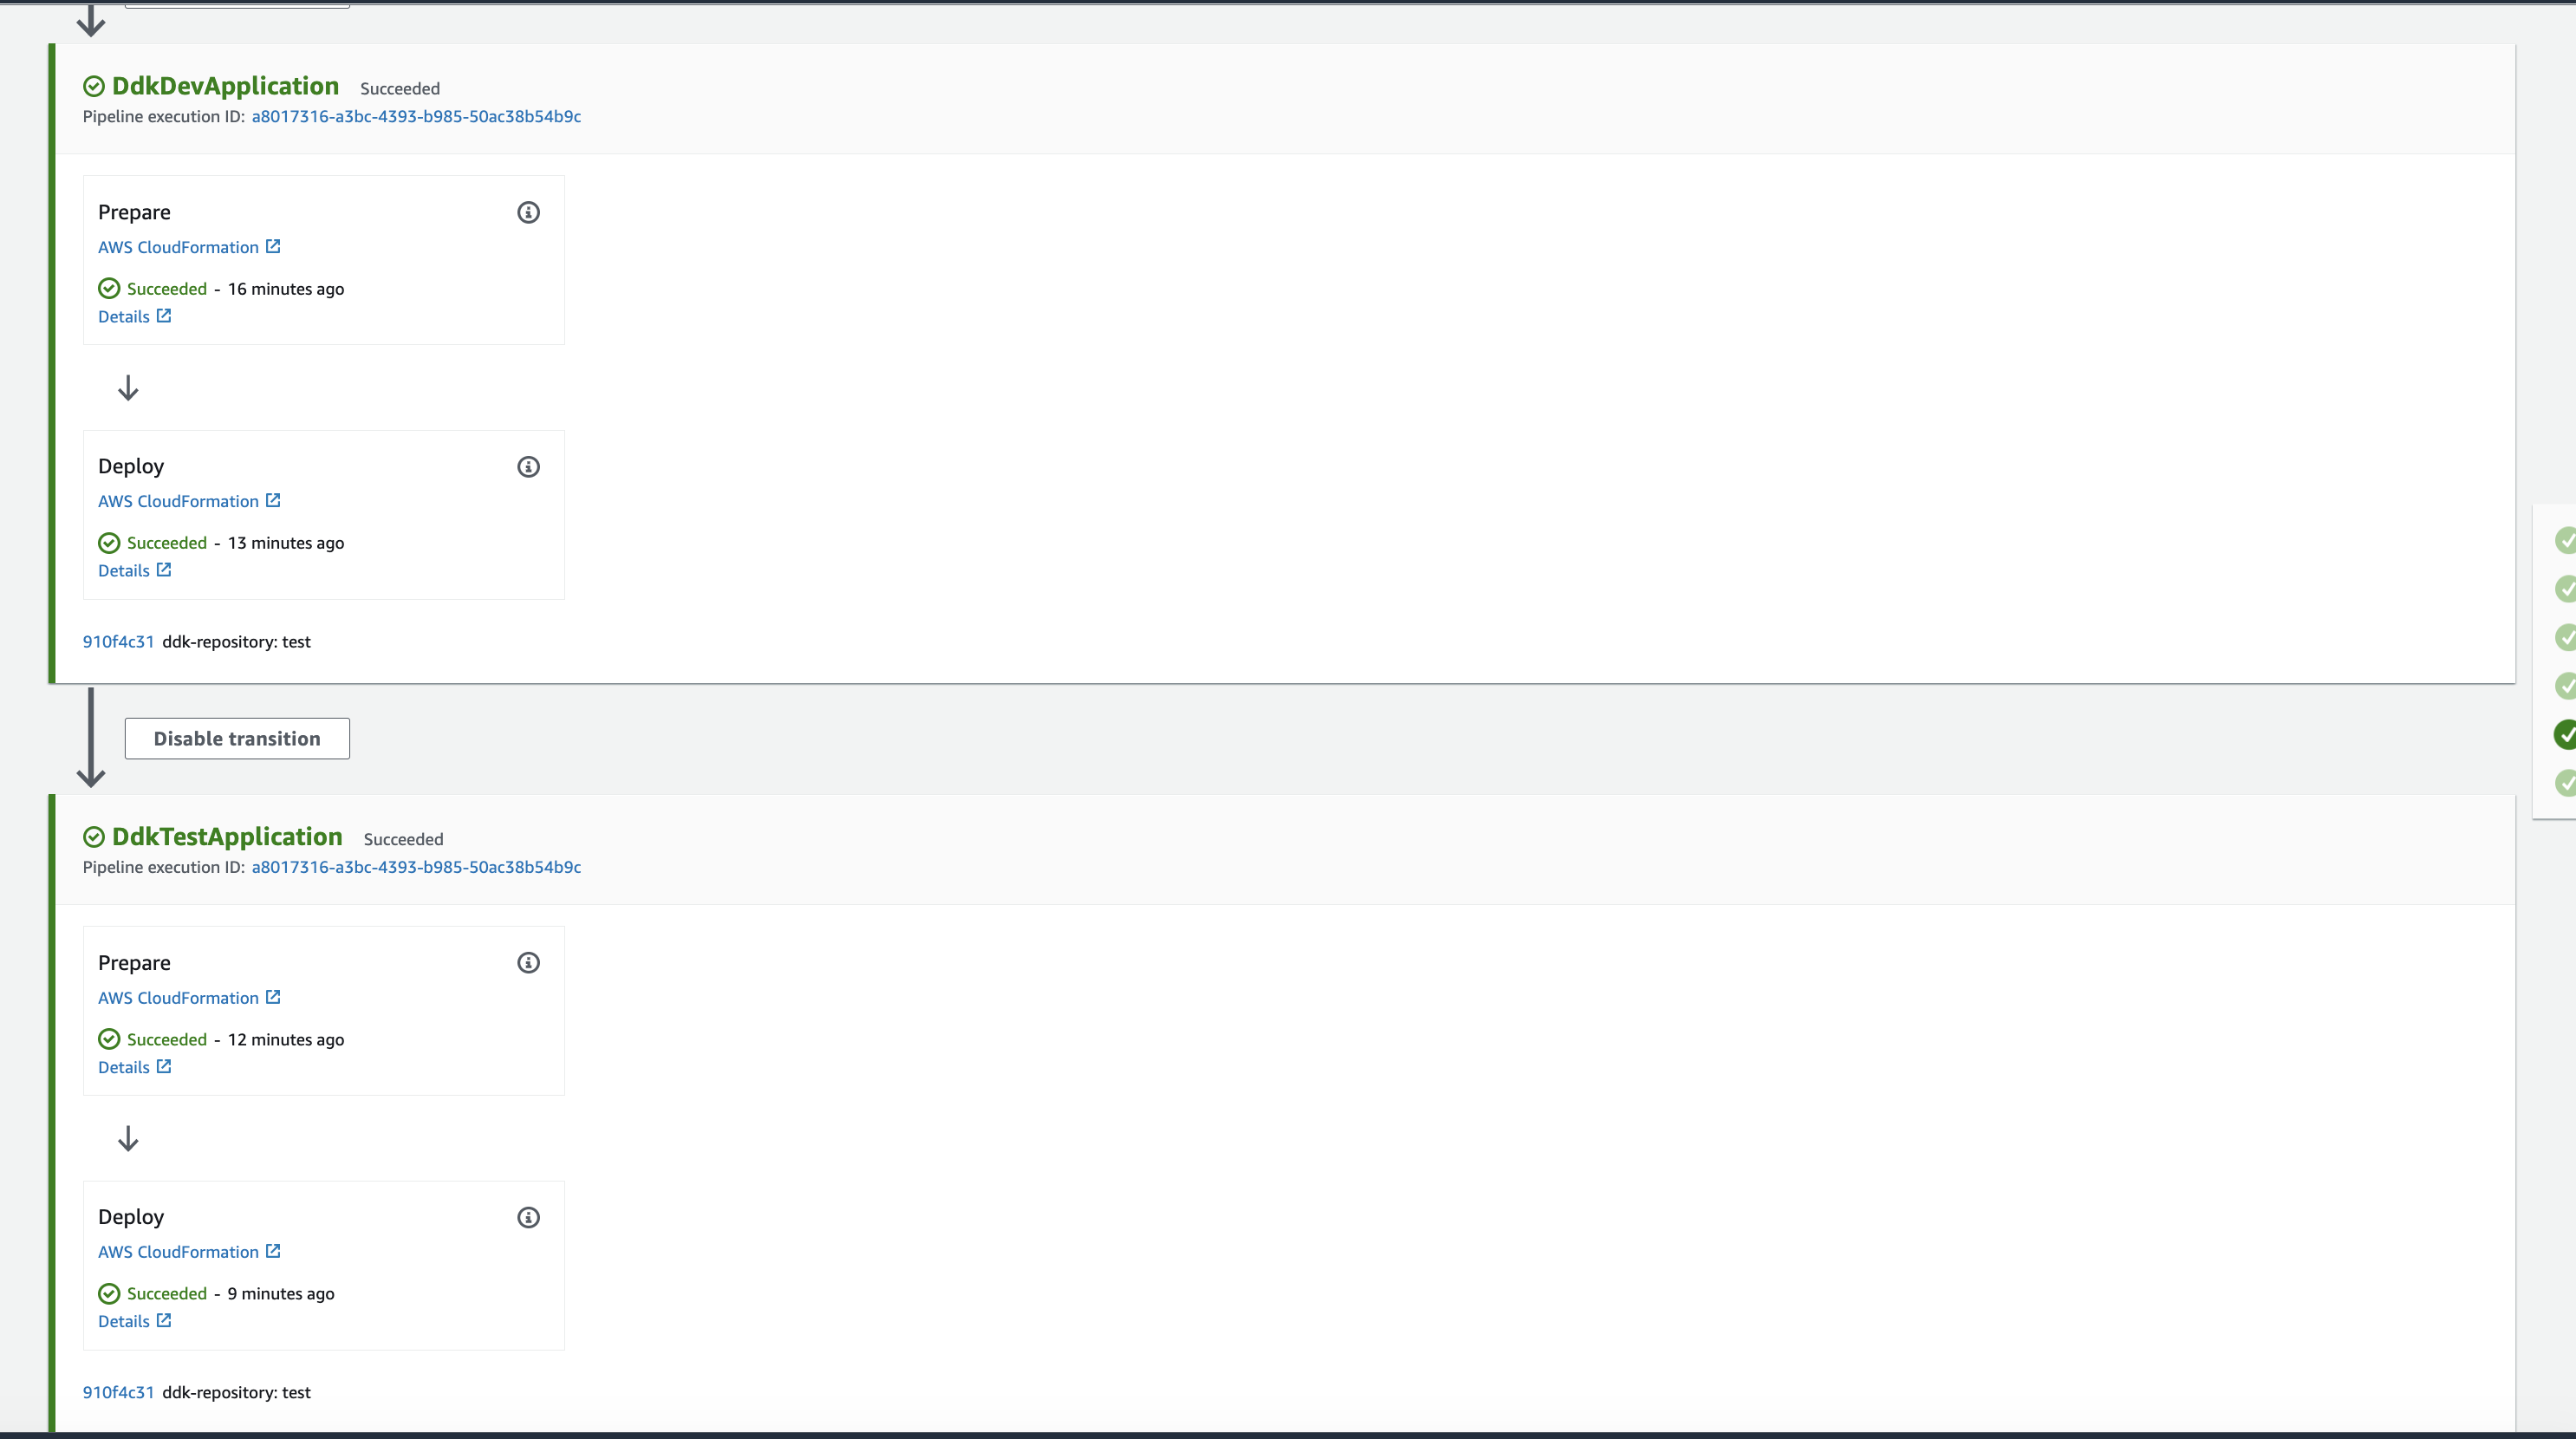 DdkDevApplication Succeeded
Pipeline execution ID: a8017316-a3bc-4393-b985-50ac38b54b9c
Prepare
AWS CloudFormation
Succeeded - 16 minutes ago
Details
Deploy
AWS CloudFormation
Succeeded - 13 minutes ago
Details
910f4c31 ddk-repository: test
Disable transition
DdkTestApplication Succeeded
Pipeline execution ID: a8017316-a3bc-4393-b985-50ac38b54b9c
Prepare
AWS CloudFormation
Succeeded - 12 minutes ago
Details
Deploy
AWS CloudFormation
Succeeded - 9 minutes ago
Details
910f4c31 ddk-repository: test